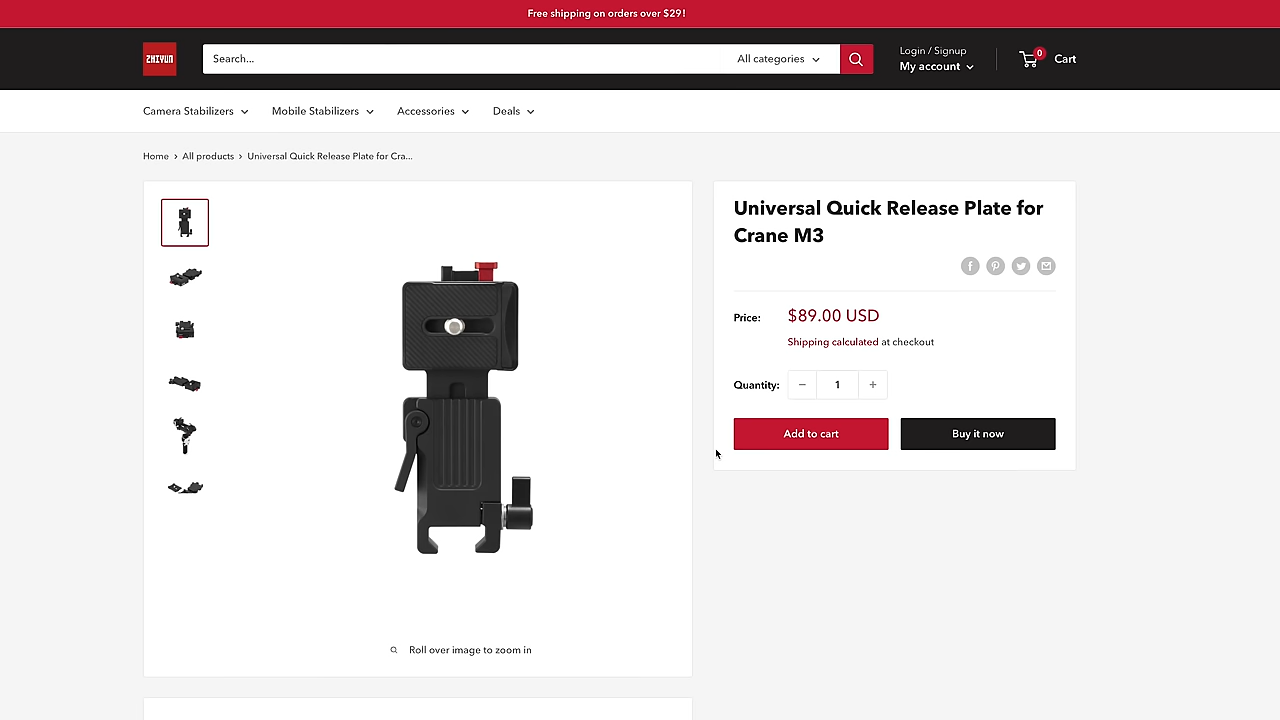 Free shipping on orders over $29!
ZHIYUN
Search...
All categories
Login / Signup
My account
0
Cart
Camera Stabilizers
Mobile Stabilizers
Accessories
Deals
Home › All products › Universal Quick Release Plate for Cra...
Universal Quick Release Plate for
Crane M3
Price:
$89.00 USD
Shipping calculated at checkout
Quantity:
− 1 +
Add to cart
Buy it now
Roll over image to zoom in